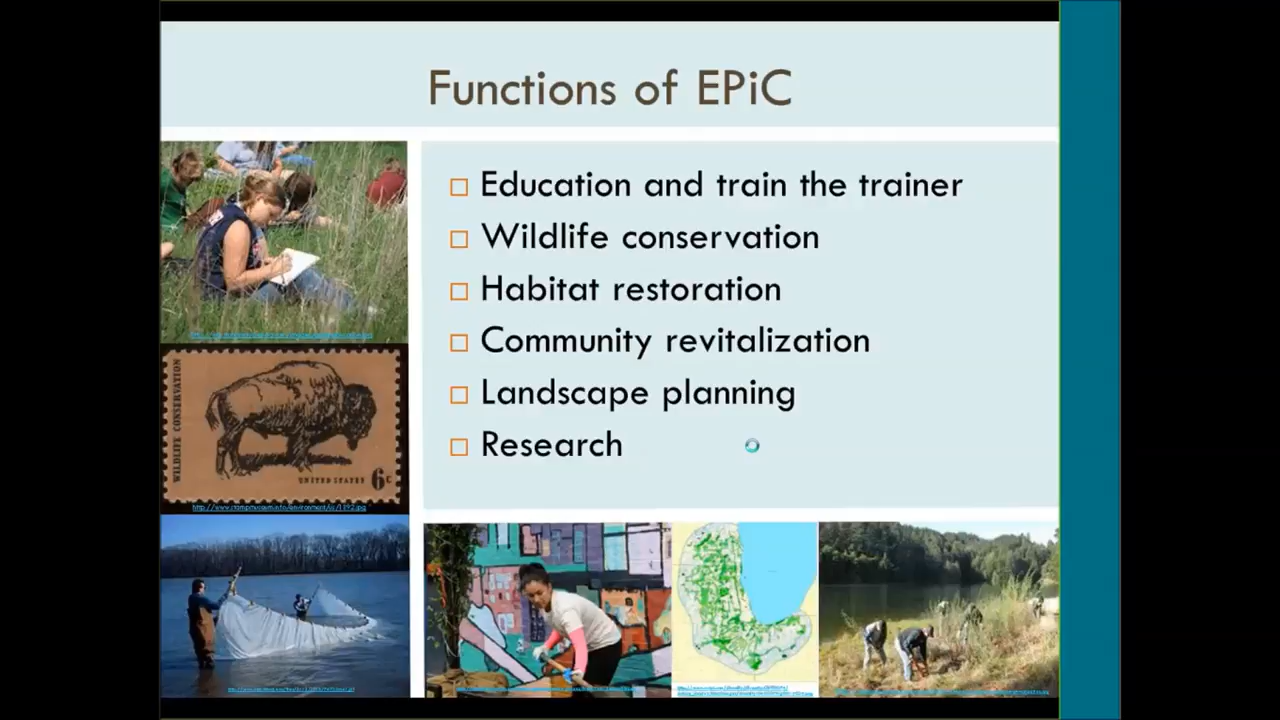 Functions of EPiC
Education and train the trainer
Wildlife conservation
Habitat restoration
Community revitalization
Landscape planning
Research
WILDLIFE CONSERVATION
UNITED STATES 6c